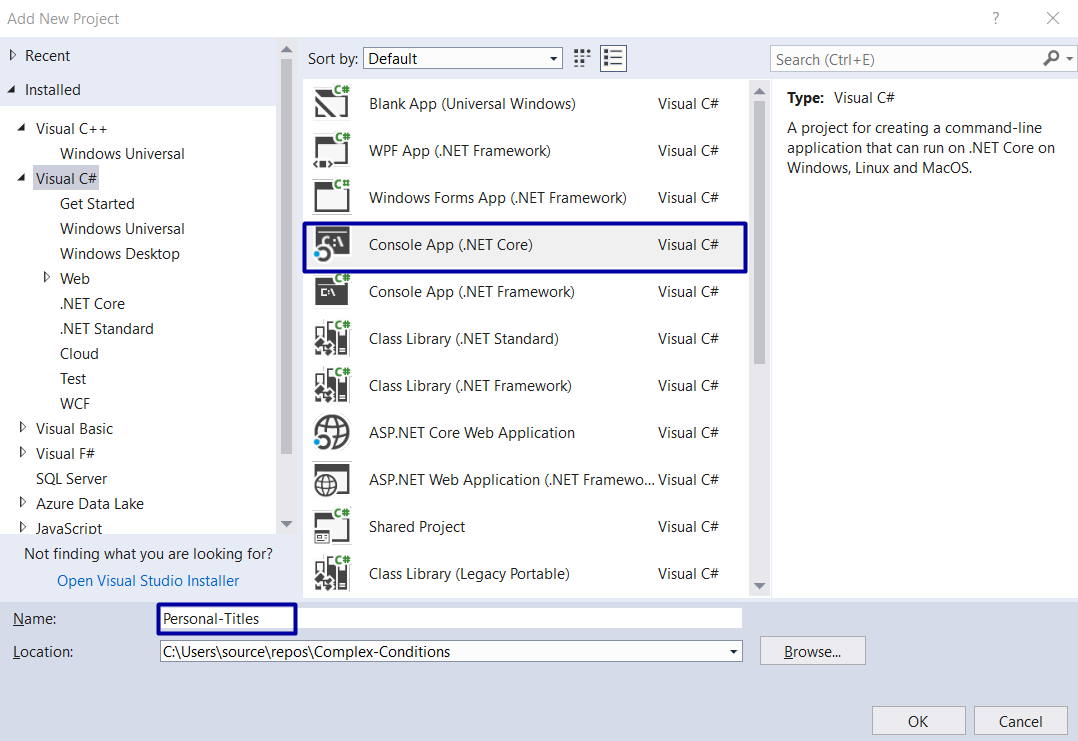 Add New Project
?
Recent
Installed
Visual C++
Windows Universal
Visual C#
Get Started
Windows Universal
Windows Desktop
Web
.NET Core
.NET Standard
Cloud
Test
WCF
Visual Basic
Visual F#
SQL Server
Azure Data Lake
JavaScript
Not finding what you are looking for?
Open Visual Studio Installer
Sort by: Default
C# Blank App (Universal Windows) Visual C#
C# WPF App (.NET Framework) Visual C#
C# Windows Forms App (.NET Framework) Visual C#
C:\ Console App (.NET Core) Visual C#
C# C:\ Console App (.NET Framework) Visual C#
C# Class Library (.NET Standard) Visual C#
C# Class Library (.NET Framework) Visual C#
ASP.NET Core Web Application Visual C#
ASP.NET Web Application (.NET Framewo... Visual C#
C# Shared Project Visual C#
C# Class Library (Legacy Portable) Visual C#
Search (Ctrl+E)
Type: Visual C#
A project for creating a command-line
application that can run on .NET Core on
Windows, Linux and MacOS.
Name: Personal-Titles
Location: C:\Users\source\repos\Complex-Conditions
Browse...
OK
Cancel